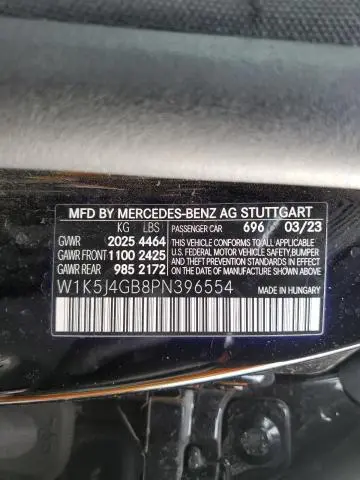 MFD BY MERCEDES-BENZ AG STUTTGART
KG LBS PASSENGER CAR 696 03/23
GVWR 2025 4464 CONFORMS TO ALL APPLICABLE
GAWR FRONT 1100 2425 U.S. FEDERAL MOTOR VEHICLE SAFETY,BUMPER
GAWR REAR 985 2172 AND THEFT PREVENTION STANDARDS IN EFFECT
ON THE DATE OF MANUFACTURE SHOWN ABOVE.
W1K5J4GB8PN396554 MADE IN HUNGARY